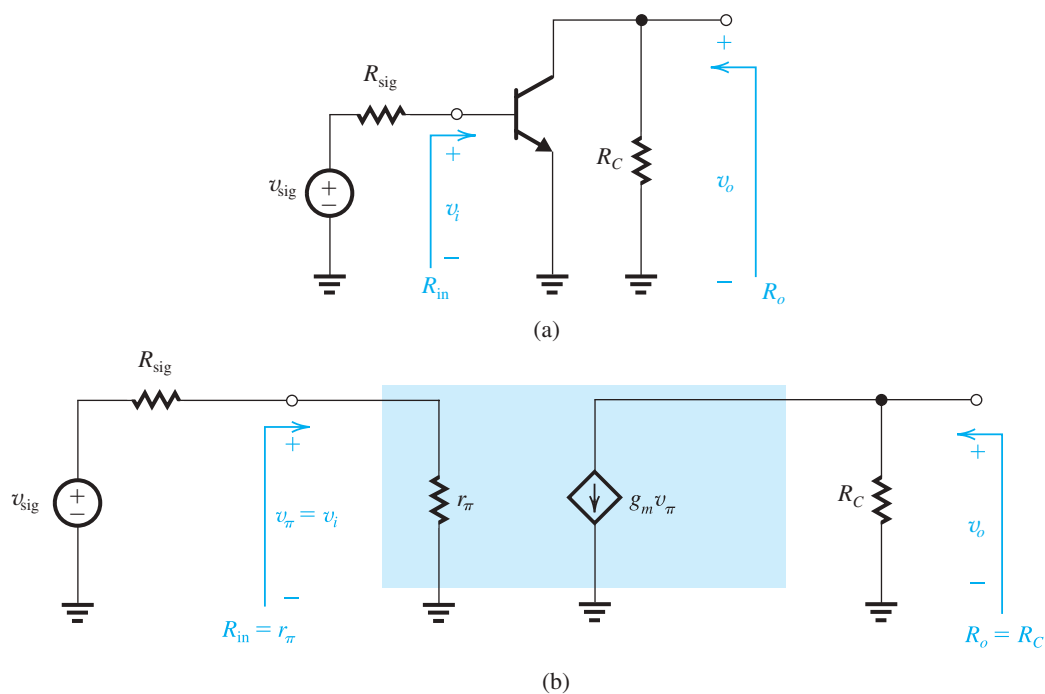 R_sig
v_sig
+
−
+
v_i
−
R_in
R_C
+
v_o
−
R_o
(a)
R_sig
v_sig
+
−
+
v_π = v_i
−
R_in = r_π
r_π
g_m v_π
R_C
+
v_o
−
R_o = R_C
(b)